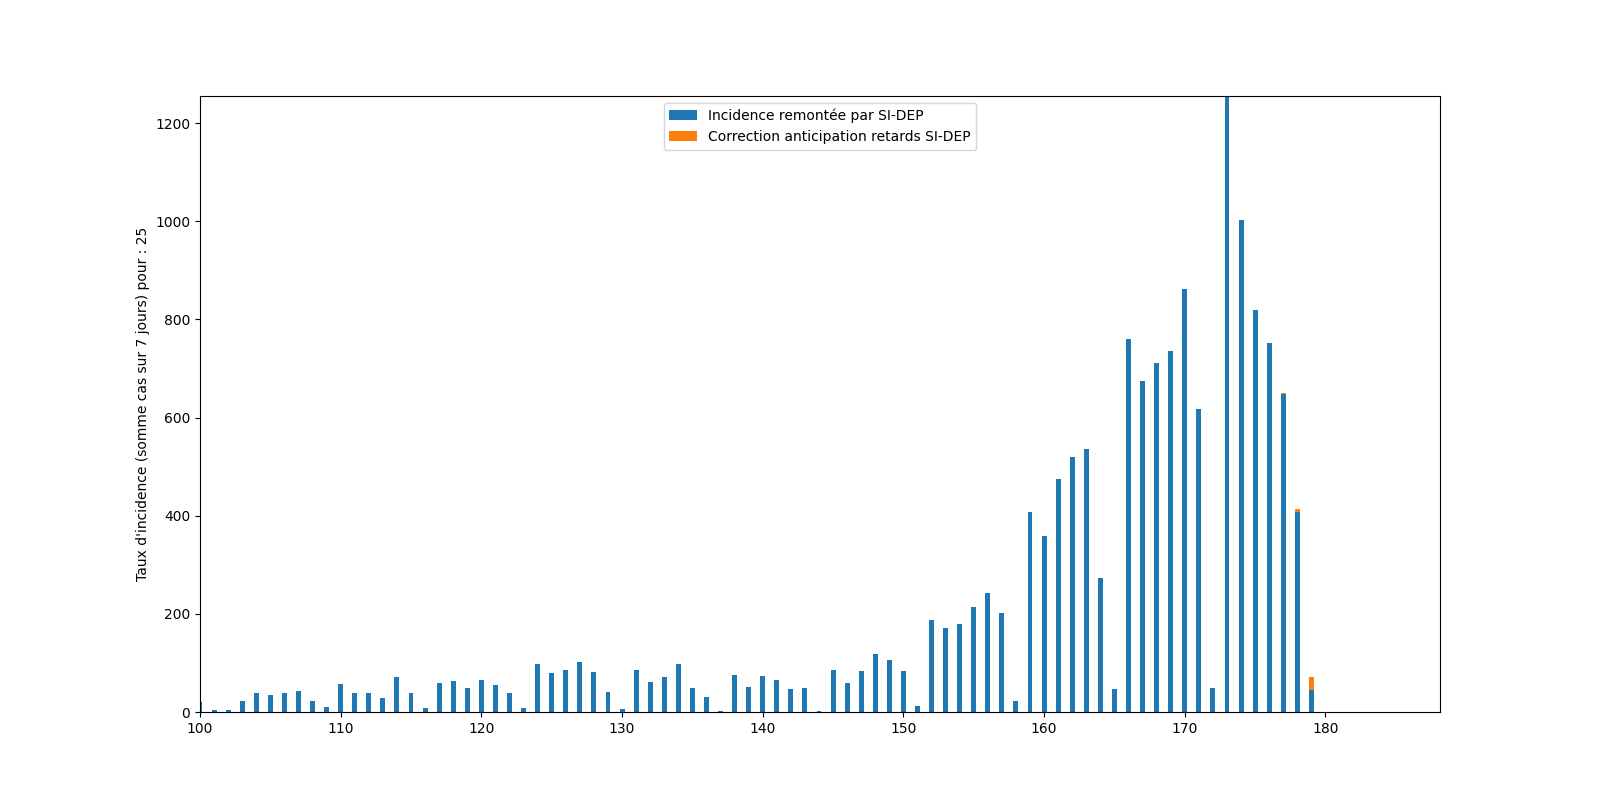 Incidence remontée par SI-DEP
Correction anticipation retards SI-DEP
Taux d'incidence (somme cas sur 7 jours) pour : 25
1200
1000
800
600
400
200
0
100 110 120 130 140 150 160 170 180